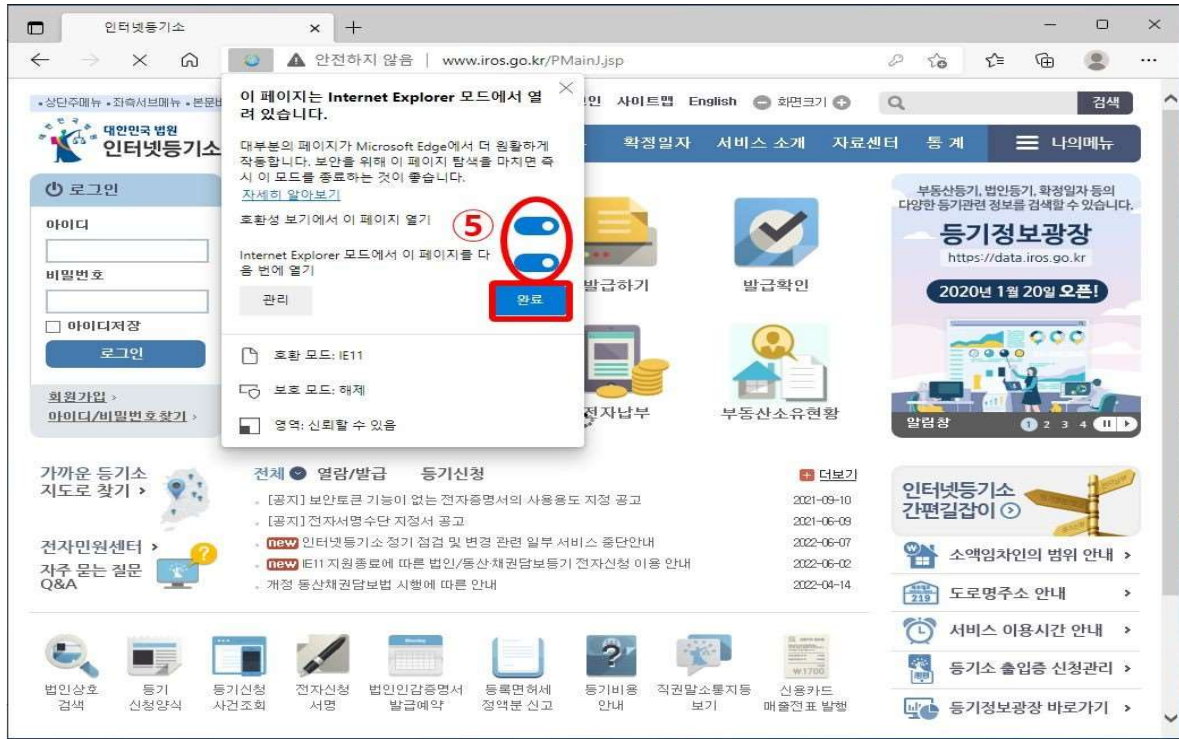 인터넷등기소
안전하지 않음 | www.iros.go.kr/PMainJ.jsp
이 페이지는 Internet Explorer 모드에서 열
려 있습니다.
대부분의 페이지가 Microsoft Edge에서 더 원활하게
작동합니다. 보안을 위해 이 페이지 탐색을 마치면 즉
시 이 모드를 종료하는 것이 좋습니다.
자세히 알아보기
호환성 보기에서 이 페이지 열기
⑤
Internet Explorer 모드에서 이 페이지를 다
음 번에 열기
관리
완료
호환 모드: IE11
보호 모드: 해제
영역: 신뢰할 수 있음
•상단주메뉴 •좌측서브메뉴 •본문
사이트맵 English 화면크기
검색
대한민국 법원
인터넷등기소
확정일자 서비스 소개 자료센터 통 계 나의메뉴
로그인
아이디
비밀번호
아이디저장
로그인
회원가입 ›
아이디/비밀번호찾기 ›
발급하기
발급확인
전자납부
부동산소유현황
부동산등기, 법인등기, 확정일자 등의
다양한 등기관련 정보를 검색할 수 있습니다.
등기정보광장
https://data.iros.go.kr
2020년 1월 20일 오픈!
알림창 1 2 3 4
가까운 등기소
지도로 찾기 ›
전자민원센터 ›
자주 묻는 질문
Q&A
전체 열람/발급 등기신청
더보기
[공지] 보안토큰 기능이 없는 전자증명서의 사용용도 지정 공고 2021-09-10
[공지] 전자서명수단 지정서 공고 2021-06-09
new 인터넷등기소 정기 점검 및 변경 관련 일부 서비스 중단안내 2022-06-07
new IE11 지원종료에 따른 법인/동산·채권담보등기 전자신청 이용 안내 2022-06-02
개정 동산채권담보법 시행에 따른 안내 2022-04-14
인터넷등기소
간편길잡이
소액임차인의 범위 안내 ›
219
도로명주소 안내 ›
서비스 이용시간 안내 ›
등기소 출입증 신청관리 ›
등기정보광장 바로가기 ›
₩1700
법인상호
검색
등기
신청양식
등기신청
사건조회
전자신청
서명
법인인감증명서
발급예약
등록면허세
정액분 신고
등기비용
안내
직권말소통지등
보기
신용카드
매출전표 발행